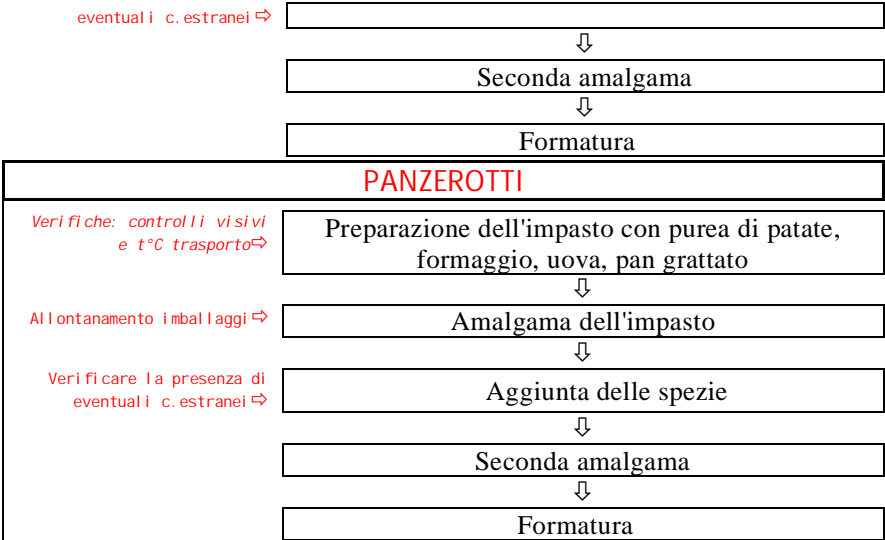 eventuali c.estranei⇨
⇩
Seconda amalgama
⇩
Formatura
PANZEROTTI
Verifiche: controlli visivi
e t°C trasporto⇨
Preparazione dell'impasto con purea di patate,
formaggio, uova, pan grattato
⇩
Allontanamento imballaggi⇨
Amalgama dell'impasto
⇩
Verificare la presenza di
eventuali c.estranei⇨
Aggiunta delle spezie
⇩
Seconda amalgama
⇩
Formatura